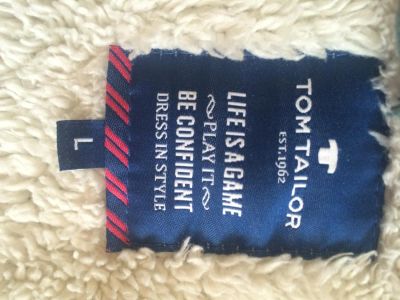 TOM TAILOR
EST.1962
LIFE IS A GAME
PLAY IT
BE CONFIDENT
DRESS IN STYLE
L